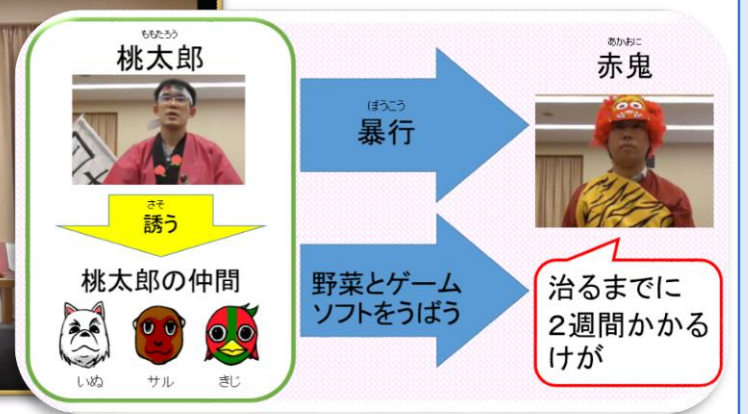 ももたろう
桃太郎
さそ
誘う
桃太郎の仲間
いぬ サル きじ
ぼうこう
暴行
野菜とゲーム
ソフトをうばう
あかおに
赤鬼
治るまでに
２週間かかる
けが